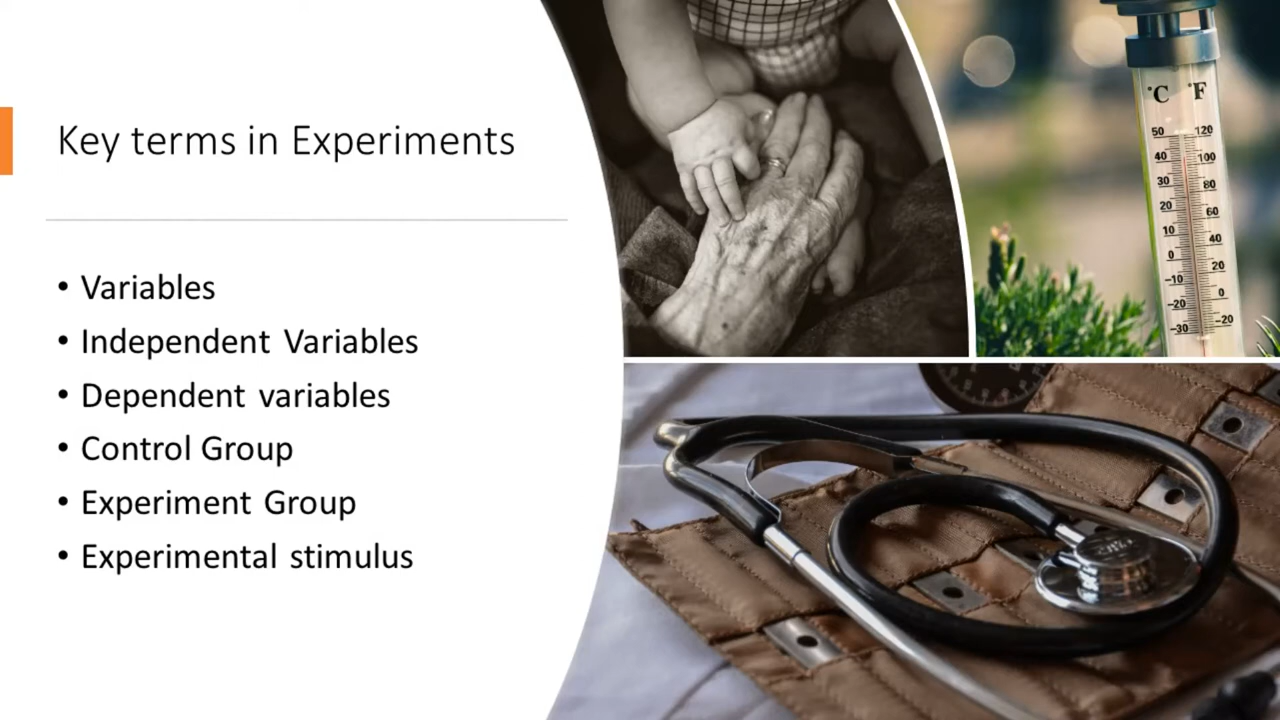 Key terms in Experiments
• Variables
• Independent Variables
• Dependent variables
• Control Group
• Experiment Group
• Experimental stimulus
°C °F
50 120
40 100
30 80
20 60
10 40
0 20
-10 0
-20 -20
-30